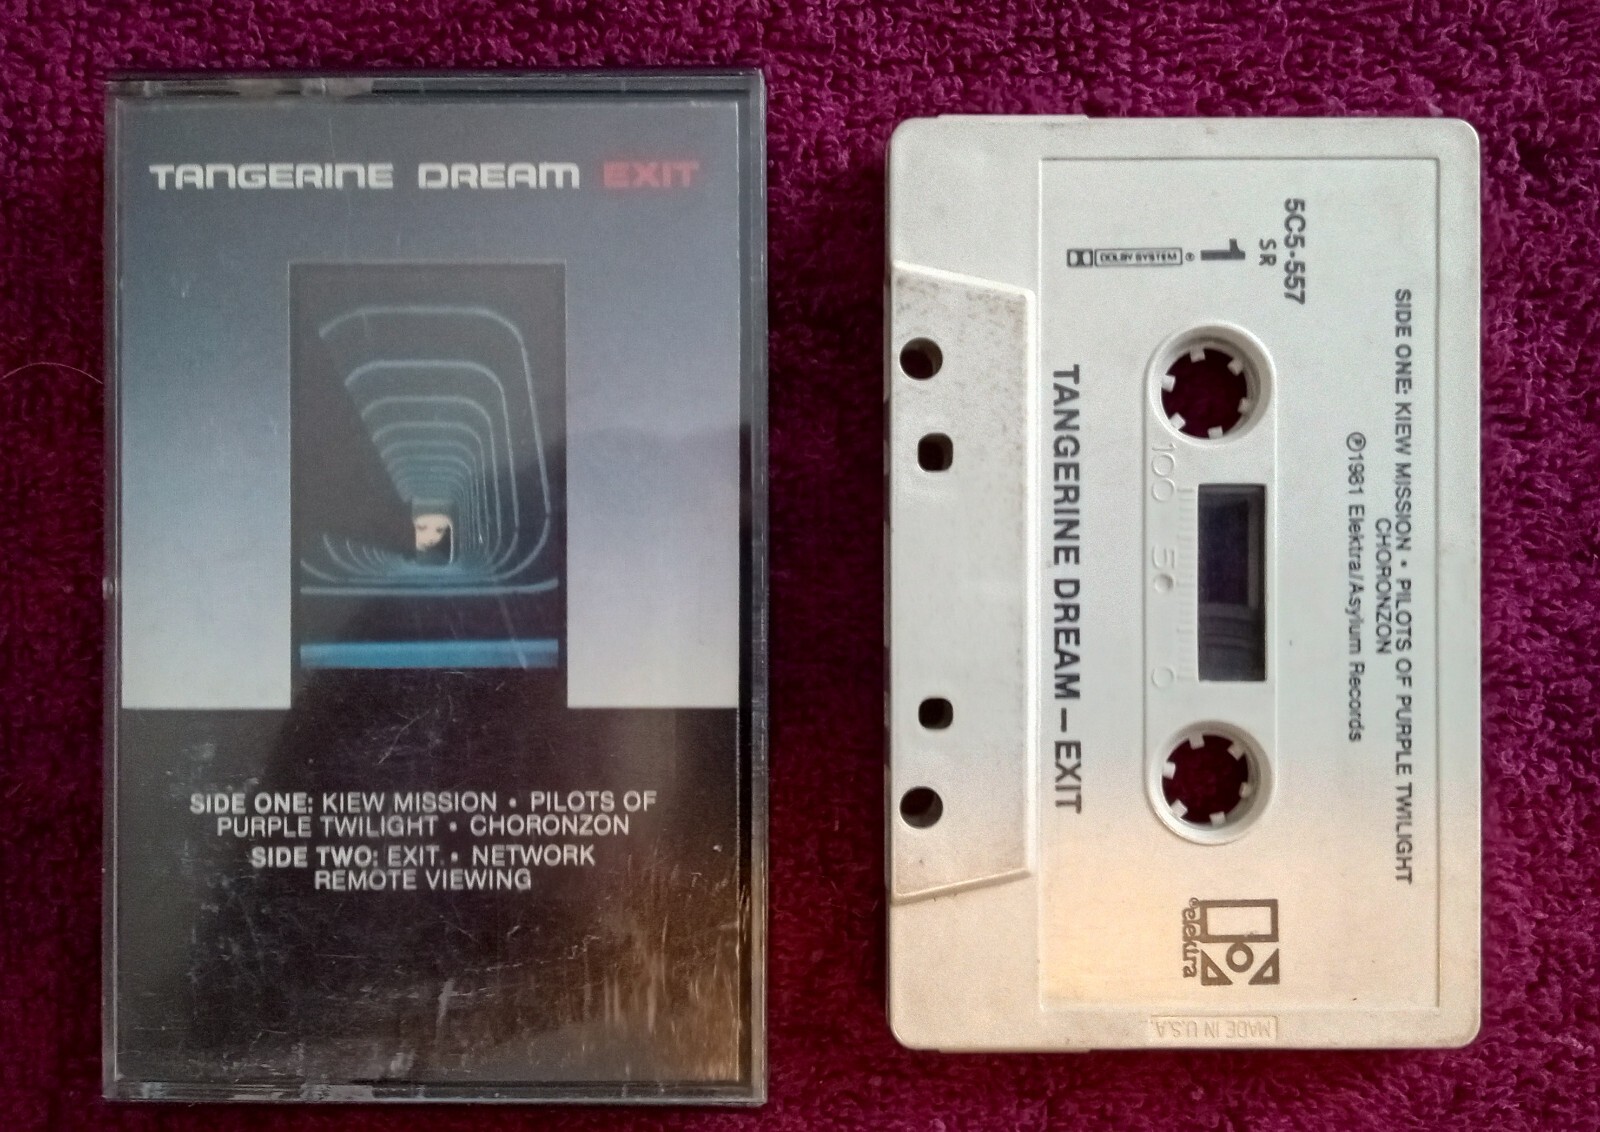 TANGERINE DREAM EXIT
SIDE ONE: KIEW MISSION • PILOTS OF
PURPLE TWILIGHT • CHORONZON
SIDE TWO: EXIT • NETWORK
REMOTE VIEWING
SIDE ONE: KIEW MISSION • PILOTS OF PURPLE TWILIGHT
CHORONZON
℗1981 Elektra/Asylum Records
5C5-557
SR
1
DOLBY SYSTEM ®
100 50 0
elektra®
TANGERINE DREAM – EXIT
MADE IN U.S.A.